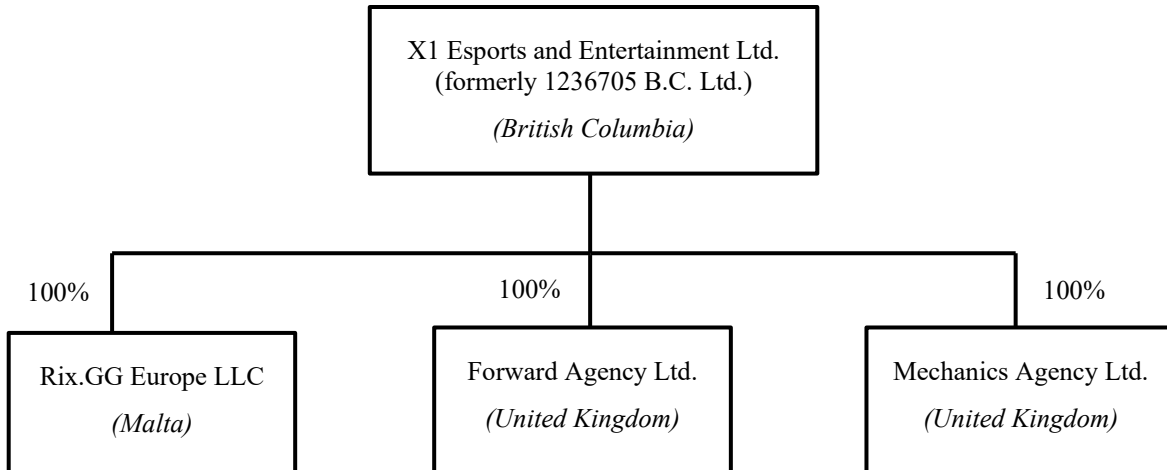 X1 Esports and Entertainment Ltd.
(formerly 1236705 B.C. Ltd.)
(British Columbia)
100%
100%
100%
Rix.GG Europe LLC
(Malta)
Forward Agency Ltd.
(United Kingdom)
Mechanics Agency Ltd.
(United Kingdom)